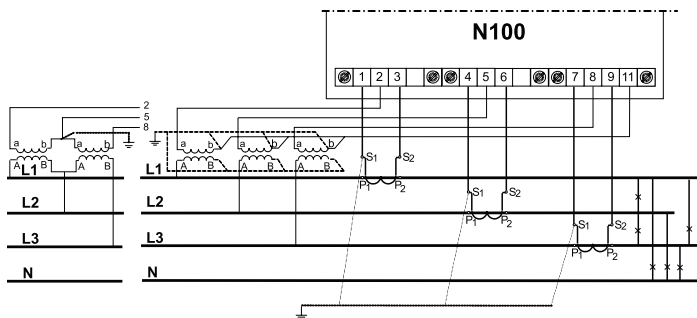 N100
1 2 3 4 5 6 7 8 9 11
2
5
8
a b a b a b a b a b
A B A B A B A B A B
S1 S2
L1 L1 P1 P2
S1 S2
L2 L2 P1 P2
S1 S2
L3 L3 P1 P2
N N